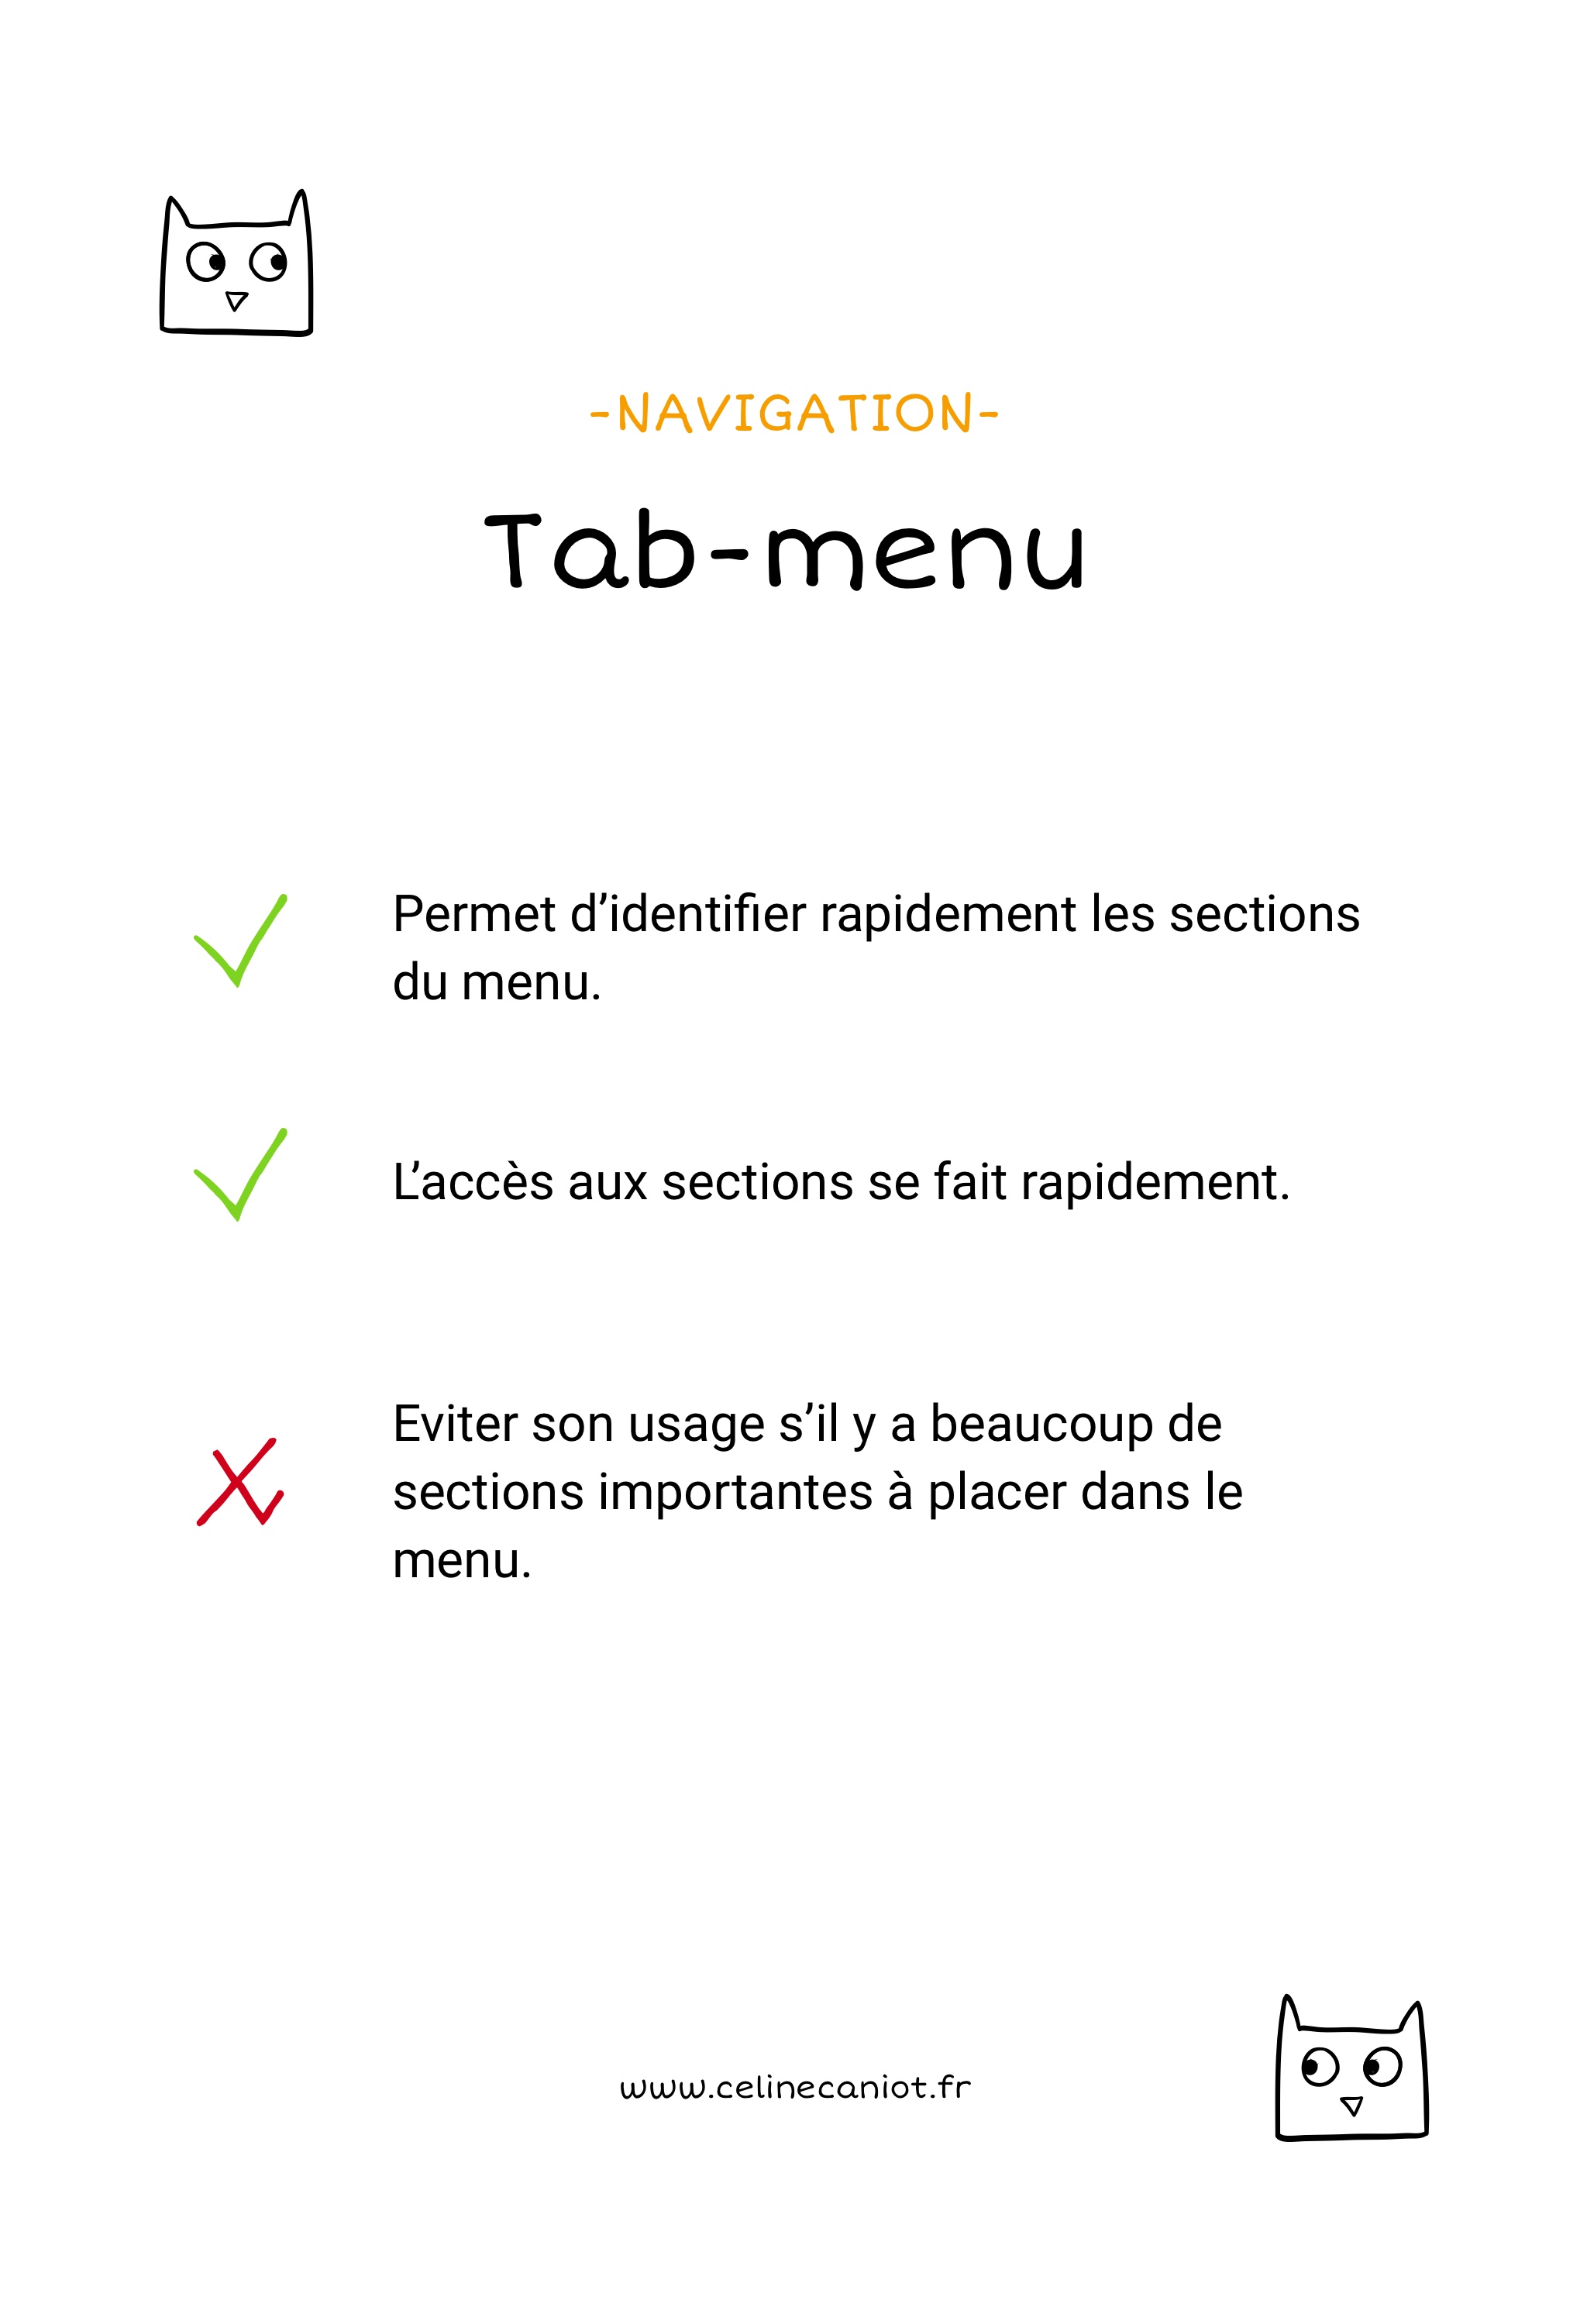 -NAVIGATION-
Tab-menu
Permet d’identifier rapidement les sections
du menu.
L’accès aux sections se fait rapidement.
Eviter son usage s’il y a beaucoup de
sections importantes à placer dans le
menu.
www.celinecaniot.fr